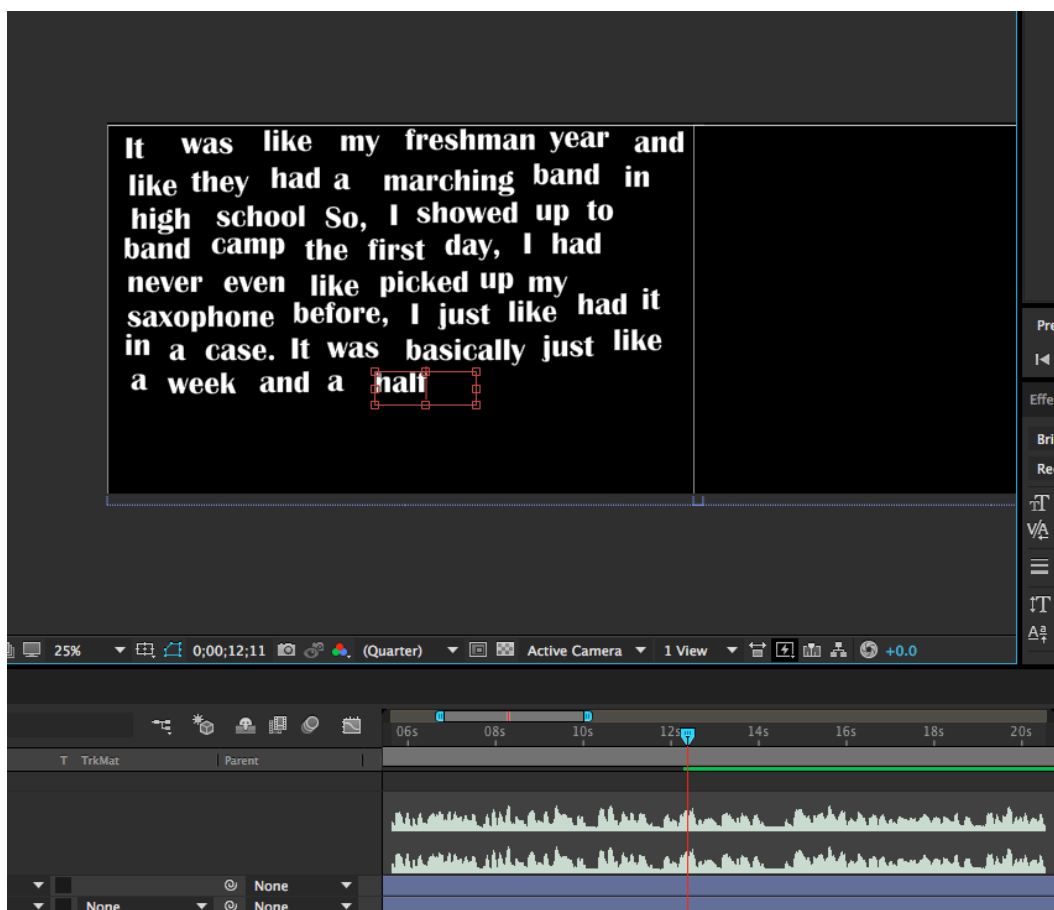 It was like my freshman year and
like they had a marching band in
high school So, I showed up to
band camp the first day, I had
never even like picked up my
saxophone before, I just like had it
in a case. It was basically just like
a week and a half
Pre
Effe
Bri
Re
25% 0;00;12;11 (Quarter) Active Camera 1 View +0.0
06s 08s 10s 12s 14s 16s 18s 20s
T TrkMat Parent
None
None None